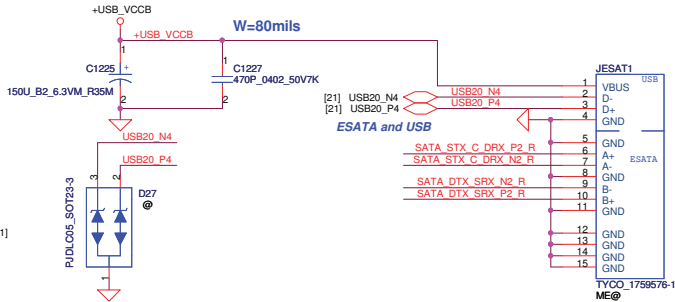 +USB_VCCB
+USB_VCCB
W=80mils
1
C1225
+
150U_B2_6.3VM_R35M
2
1
C1227
470P_0402_50V7K
2
[21] USB20_N4
[21] USB20_P4
USB20_N4
USB20_P4
ESATA and USB
USB20_N4
USB20_P4
3
2
D27
@
PJDLC05_SOT23-3
1
1]
JESAT1
USB
1 VBUS
2 D-
3 D+
4 GND
5 GND
SATA_STX_C_DRX_P2_R 6 A+
ESATA
SATA_STX_C_DRX_N2_R 7 A-
8 GND
SATA_DTX_SRX_N2_R 9 B-
SATA_DTX_SRX_P2_R 10 B+
11 GND
12 GND
13 GND
14 GND
15 GND
TYCO_1759576-1
ME@